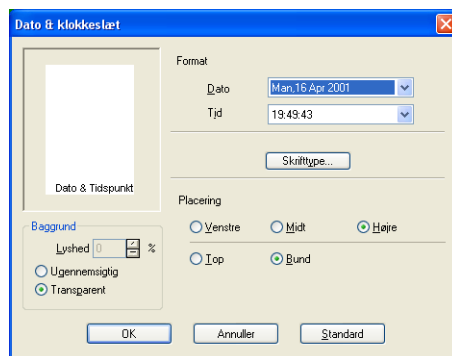 Dato & klokkeslæt
Format
Dato Man,16 Apr 2001
Tid 19:49:43
Skrifttype...
Dato & Tidspunkt
Placering
Venstre Midt Højre
Top Bund
Baggrund
Lyshed 0 %
Ugennemsigtig
Transparent
OK Annuller Standard